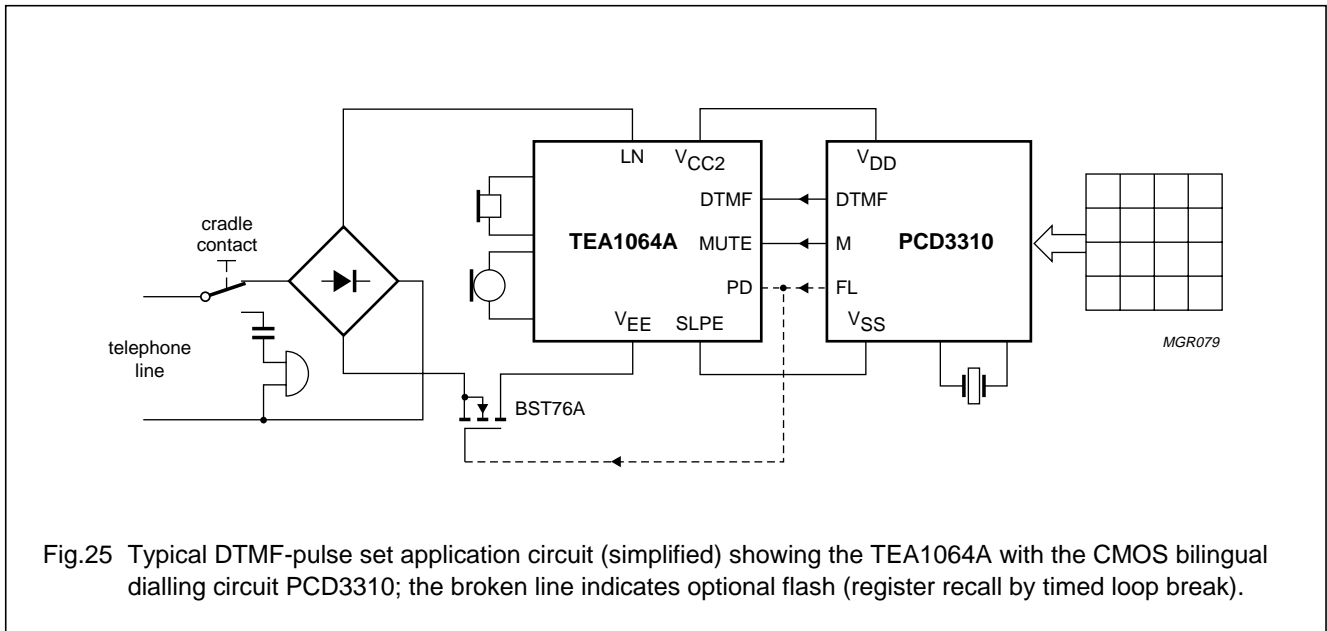 cradle
contact
telephone
line
LN
VCC2
DTMF
TEA1064A
MUTE
PD
VEE
SLPE
BST76A
VDD
DTMF
M
PCD3310
FL
VSS
MGR079
Fig.25 Typical DTMF-pulse set application circuit (simplified) showing the TEA1064A with the CMOS bilingual
dialling circuit PCD3310; the broken line indicates optional flash (register recall by timed loop break).